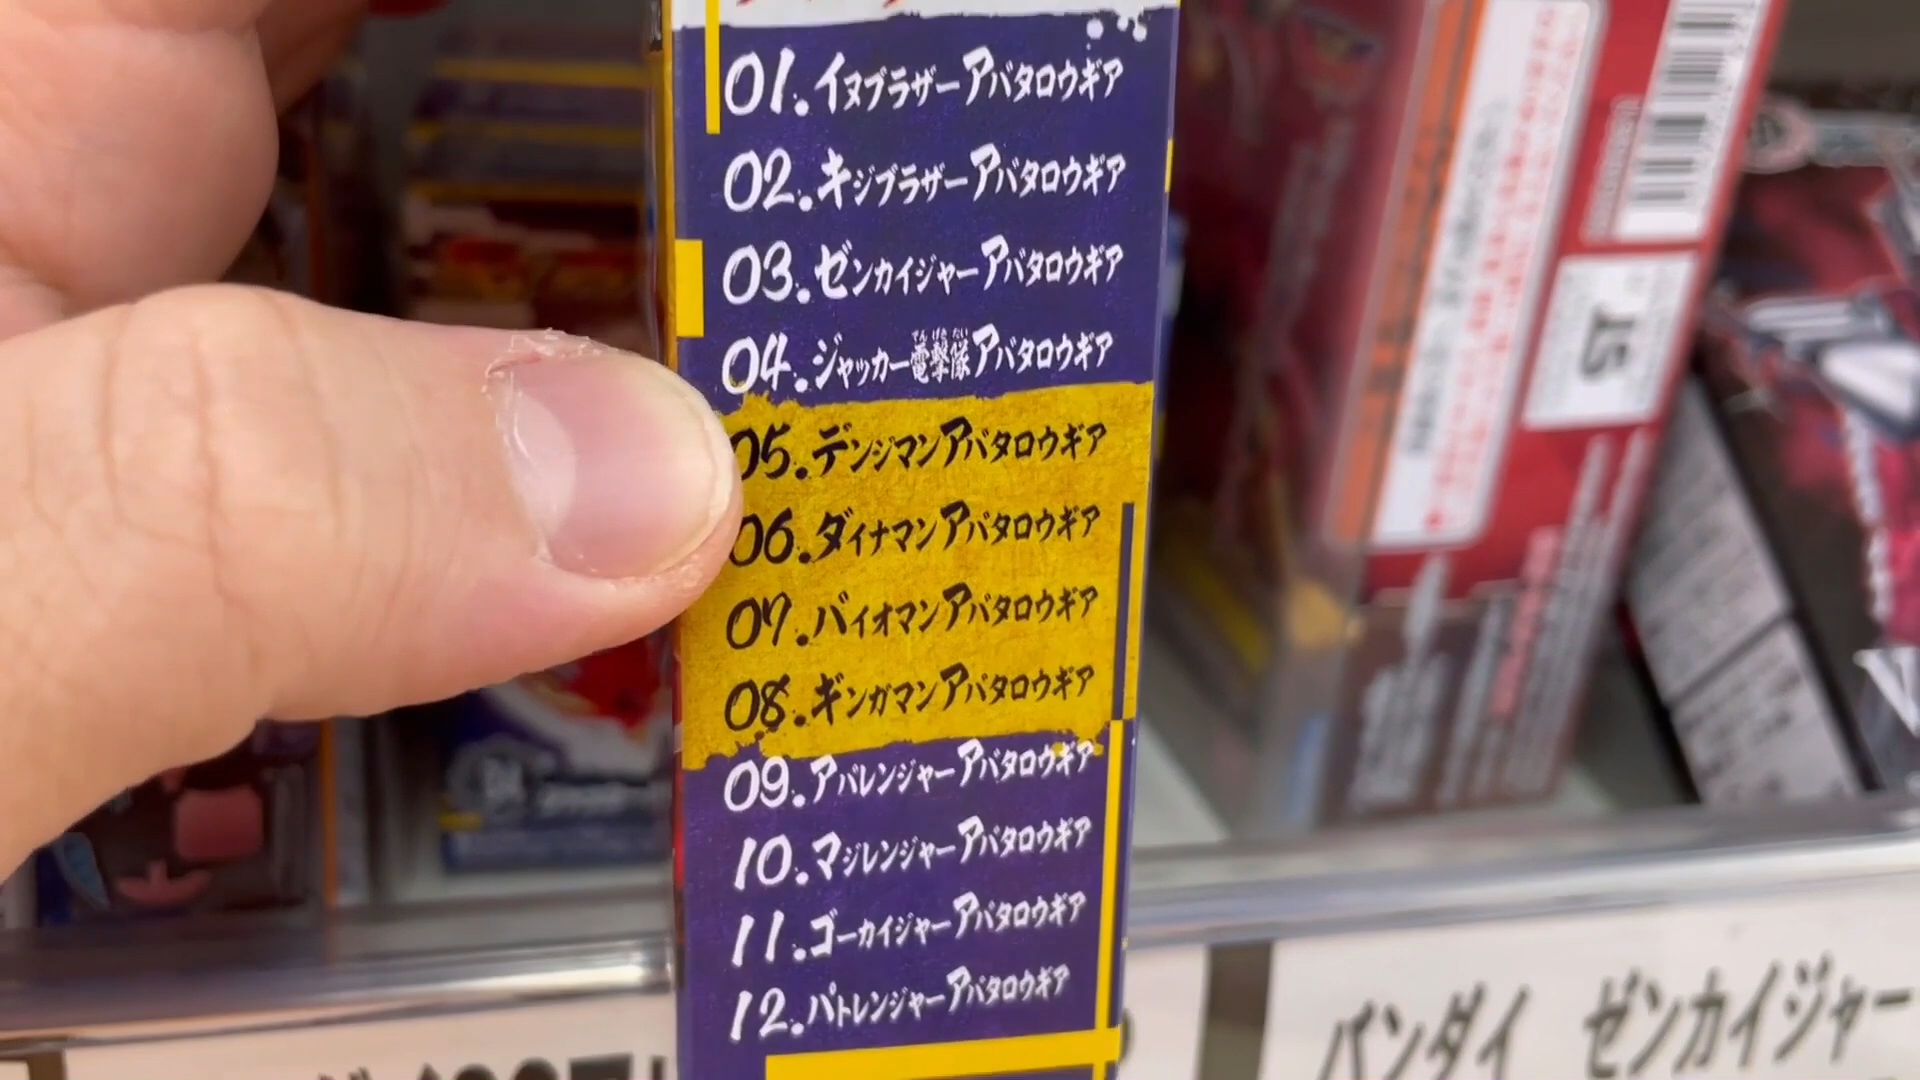 01.イヌブラザーアバタロウギア
02.キジブラザーアバタロウギア
03.ゼンカイジャーアバタロウギア
でんげきたい
04.ジャッカー電撃隊アバタロウギア
05.デンジマンアバタロウギア
06.ダイナマンアバタロウギア
07.バイオマンアバタロウギア
08.ギンガマンアバタロウギア
09.アバレンジャーアバタロウギア
10.マジレンジャーアバタロウギア
11.ゴーカイジャーアバタロウギア
12.パトレンジャーアバタロウギア
15
バンダイ ゼンカイジャー